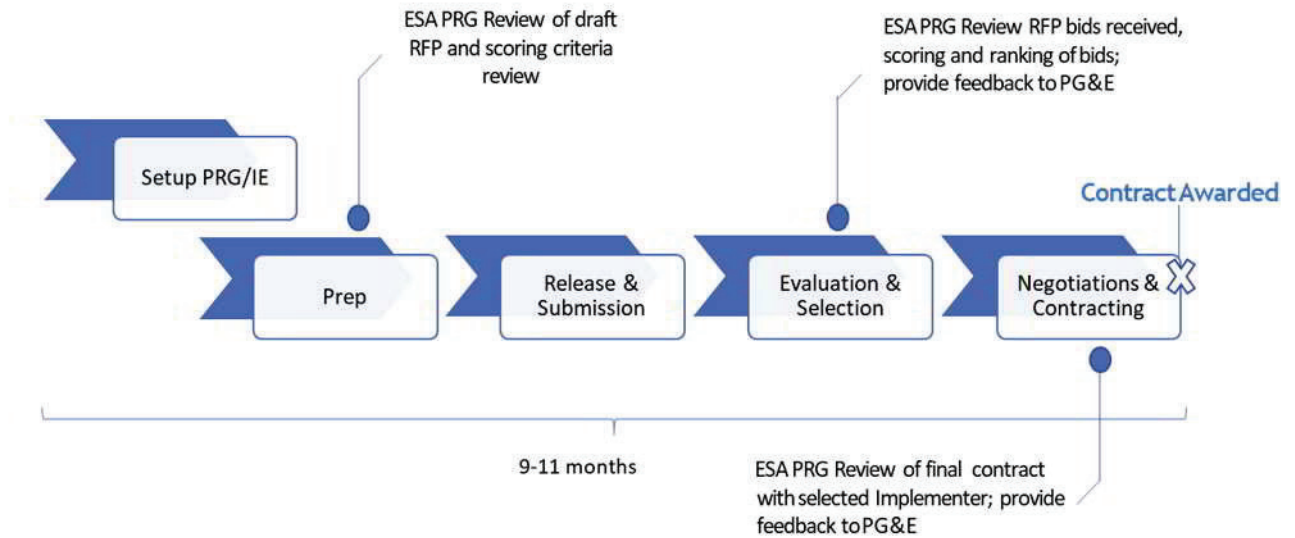 ESA PRG Review of draft
RFP and scoring criteria
review
ESA PRG Review RFP bids received,
scoring and ranking of bids;
provide feedback to PG&E
Setup PRG/IE
Contract Awarded
Prep
Release &
Submission
Evaluation &
Selection
Negotiations &
Contracting
X
9-11 months
ESA PRG Review of final contract
with selected Implementer; provide
feedback to PG&E